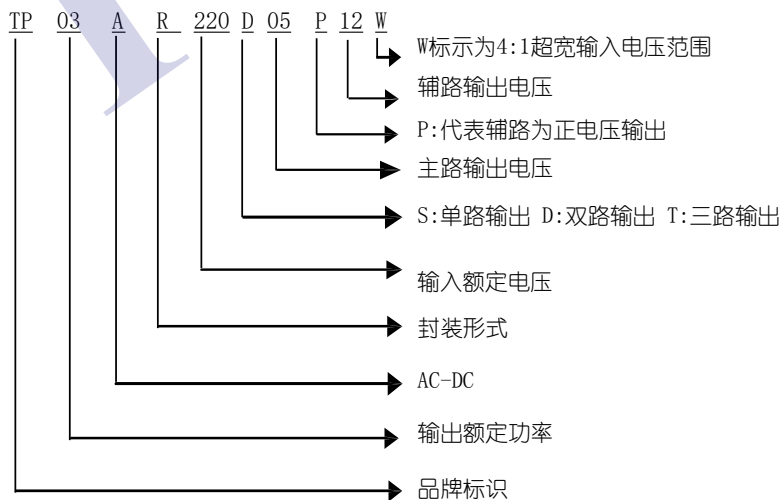 TP 03 A R 220 D 05 P 12 W
W标示为4:1超宽输入电压范围
辅路输出电压
P:代表辅路为正电压输出
主路输出电压
S:单路输出 D:双路输出 T:三路输出
输入额定电压
封装形式
AC-DC
输出额定功率
品牌标识